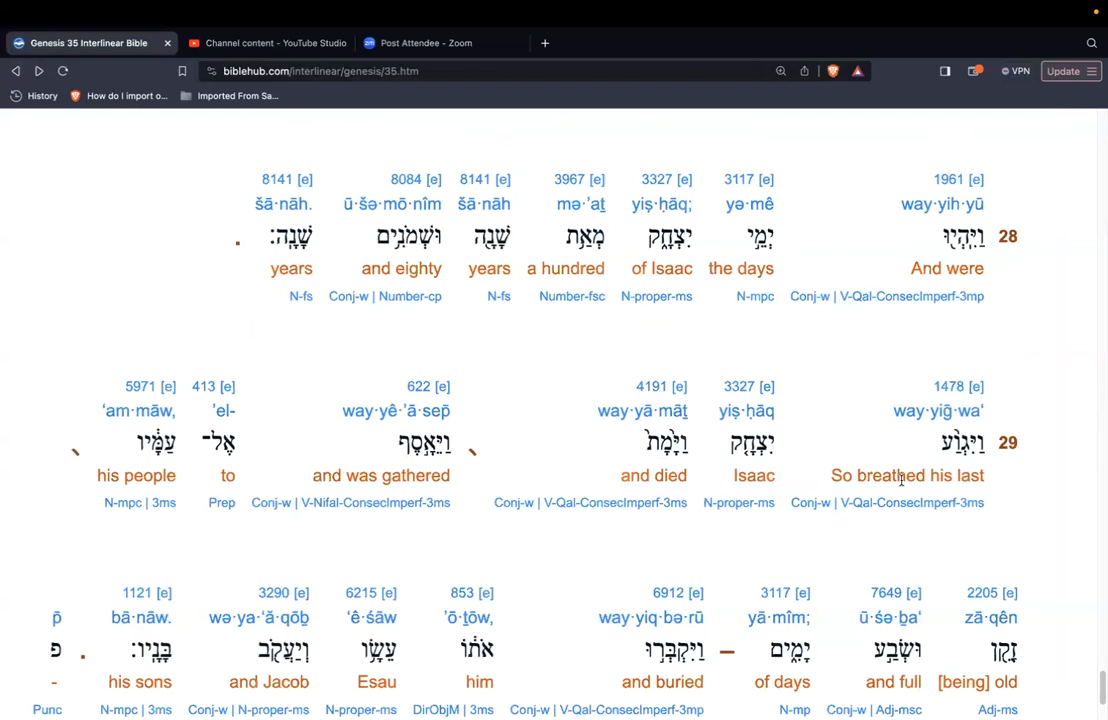 Genesis 35 Interlinear Bible
Channel content - YouTube Studio
Post Attendee - Zoom
biblehub.com/interlinear/genesis/35.htm
VPN
Update
History
How do I import o...
Imported From Sa...
1961 [e] 3117 [e] 3327 [e] 3967 [e] 8141 [e] 8084 [e] 8141 [e]
way·yih·yū yə·mê yiṣ·ḥāq; mə·’aṯ šā·nāh ū·šə·mō·nîm šā·nāh.
28 וַיִּֽהְי֖וּ יְמֵ֣י יִצְחָ֑ק מְאַ֥ת שָׁנָ֖ה וּשְׁמֹנִ֥ים שָׁנָֽה׃ .
And were the days of Isaac a hundred years and eighty years
Conj-w | V-Qal-ConsecImperf-3mp N-mpc N-proper-ms Number-fsc N-fs Conj-w | Number-cp N-fs
1478 [e] 3327 [e] 4191 [e] 622 [e] 413 [e] 5971 [e]
way·yiḡ·wa‘ yiṣ·ḥāq way·yā·māṯ way·yê·’ā·sep̄ ’el- ‘am·māw,
29 וַיִּגְוַ֨ע יִצְחָ֤ק וַיָּ֙מָת֙ וַיֵּאָ֣סֶף אֶל־ עַמָּ֔יו
So breathed his last Isaac and died and was gathered to his people
Conj-w | V-Qal-ConsecImperf-3ms N-proper-ms Conj-w | V-Qal-ConsecImperf-3ms Conj-w | V-Nifal-ConsecImperf-3ms Prep N-mpc | 3ms
2205 [e] 7649 [e] 3117 [e] 6912 [e] 853 [e] 6215 [e] 3290 [e] 1121 [e]
zā·qên ū·śə·ḇa‘ yā·mîm; way·yiq·bə·rū ’ō·ṯōw, ‘ê·śāw wə·ya·‘ă·qōḇ bā·nāw. p̄
זָקֵ֖ן וּשְׂבַ֣ע יָמִ֑ים – וַיִּקְבְּר֣וּ אֹת֔וֹ עֵשָׂ֥ו וְיַעֲקֹ֖ב בָּנָֽיו׃ . פ
[being] old and full of days and buried him Esau and Jacob his sons -
Adj-ms Conj-w | Adj-msc N-mp Conj-w | V-Qal-ConsecImperf-3mp DirObjM | 3ms N-proper-ms Conj-w | N-proper-ms N-mpc | 3ms Punc